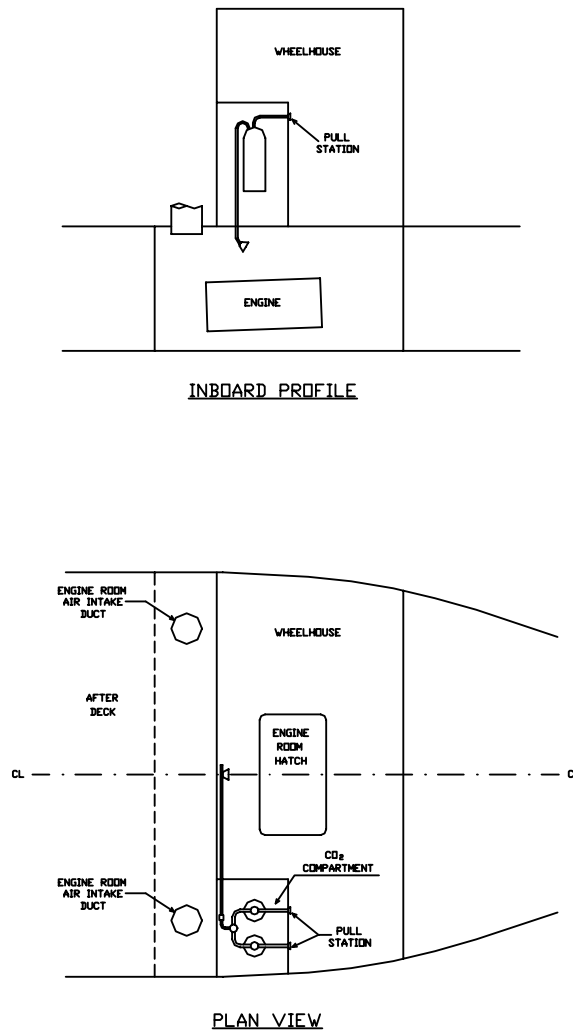 WHEELHOUSE
PULL
STATION
ENGINE
INBOARD PROFILE
ENGINE ROOM
AIR INTAKE
DUCT
WHEELHOUSE
AFTER
DECK
ENGINE
ROOM
HATCH
CL
C
CO₂
COMPARTMENT
ENGINE ROOM
AIR INTAKE
DUCT
PULL
STATION
PLAN VIEW